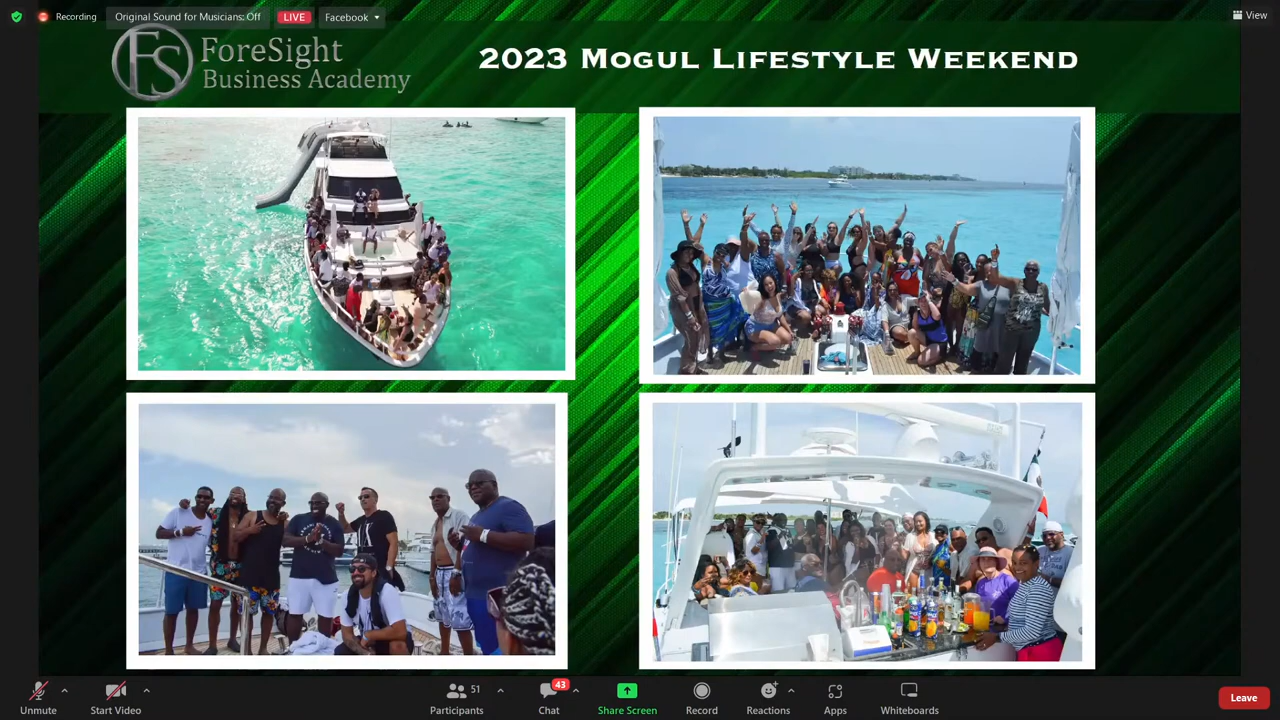 Recording
Original Sound for Musicians: Off
LIVE
Facebook
View
FS
ForeSight
Business Academy
2023 Mogul Lifestyle Weekend
51
43
Unmute
Start Video
Participants
Chat
Share Screen
Record
Reactions
Apps
Whiteboards
Leave